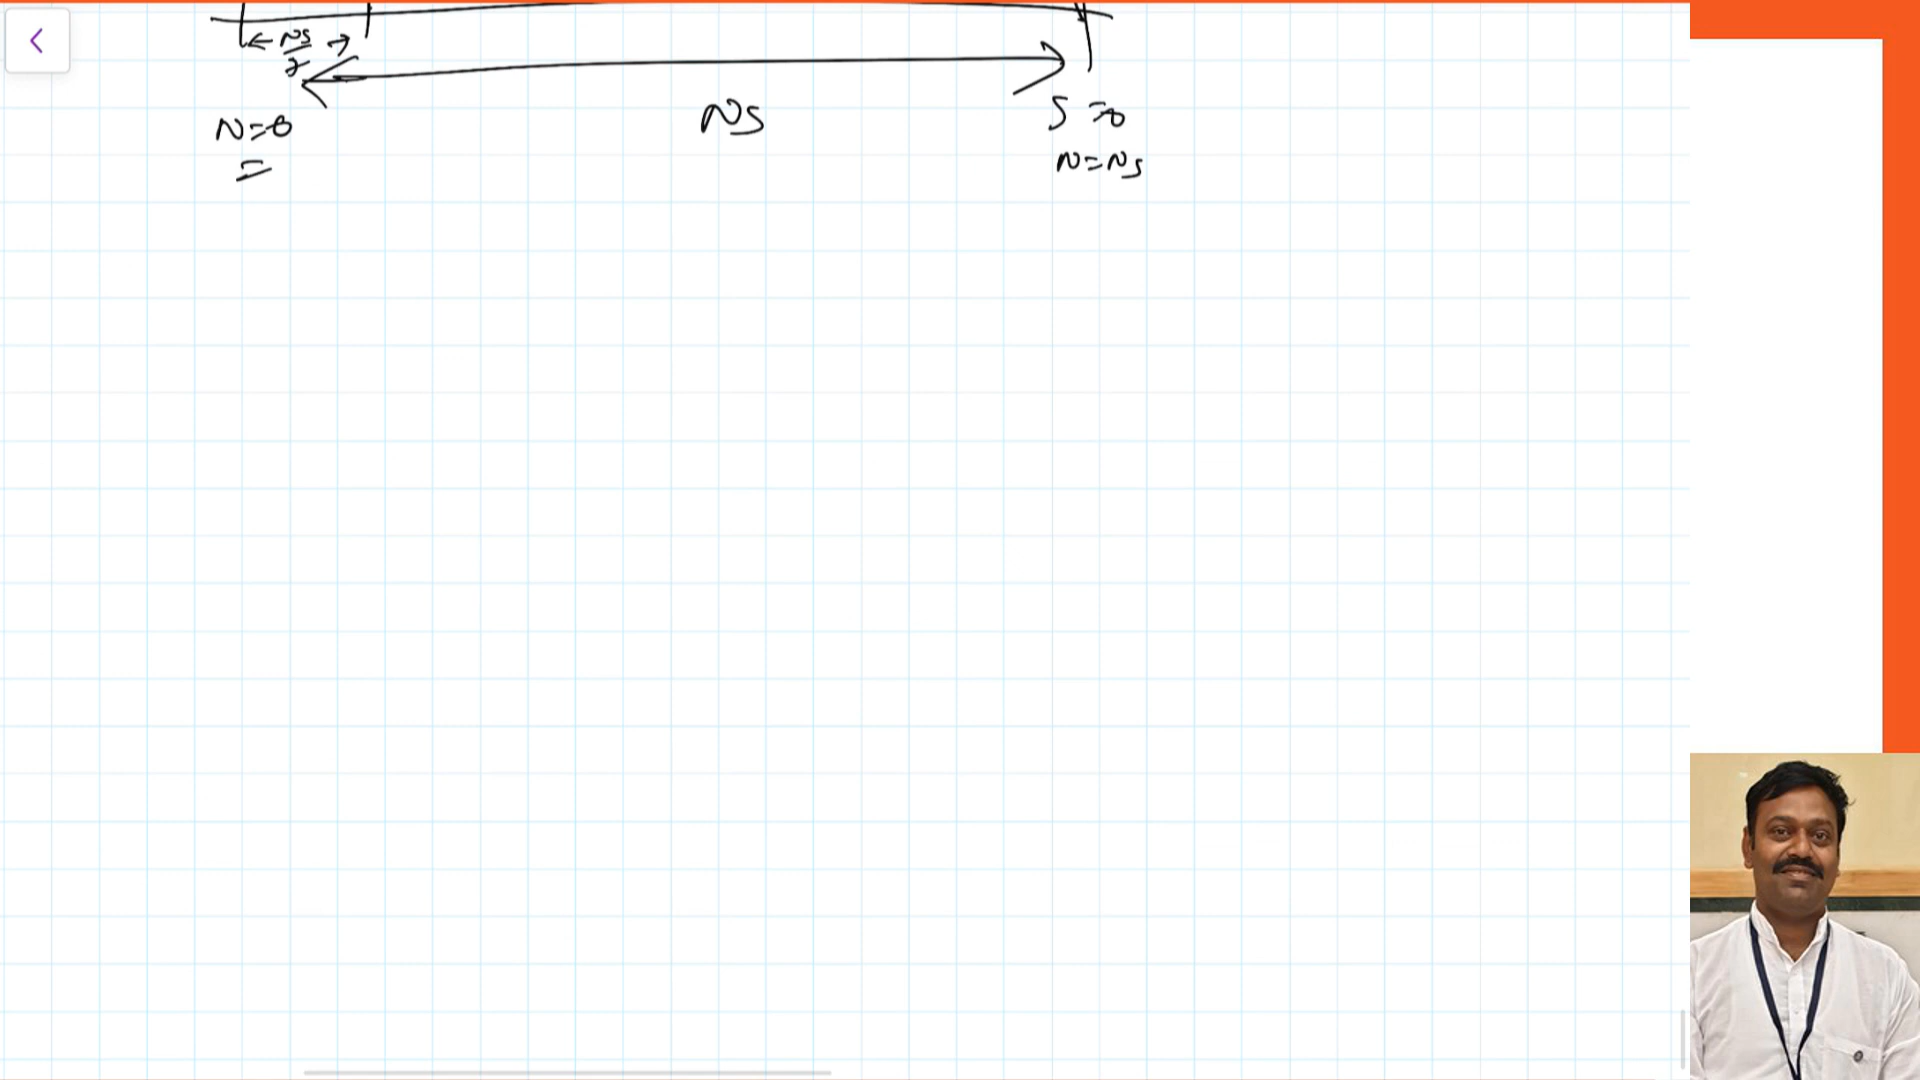 ← Ns →
2
Ns
N=0
=
S=0
N=Ns